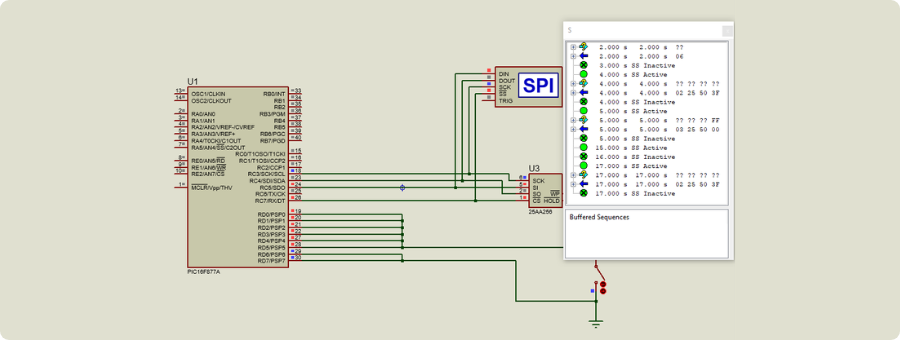 S
2.000 s 2.000 s ??
2.000 s 2.000 s 06
3.000 s SS Inactive
4.000 s SS Active
4.000 s 4.000 s ?? ?? ?? ??
4.000 s 4.000 s 02 25 50 3F
4.000 s SS Inactive
5.000 s SS Active
5.000 s 5.000 s ?? ?? ?? FF
5.000 s 5.000 s 03 25 50 00
5.000 s SS Inactive
15.000 s SS Active
16.000 s SS Inactive
17.000 s SS Active
17.000 s 17.000 s ?? ?? ?? ??
17.000 s 17.000 s 02 25 50 3F
17.000 s SS Inactive
Buffered Sequences
DIN
DOUT
SCK
SS
TRIG
SPI
U1
13 OSC1/CLKIN RB0/INT 33
14 OSC2/CLKOUT RB1 34
RB2 35
2 RA0/AN0 RB3/PGM 36
3 RA1/AN1 RB4 37
4 RA2/AN2/VREF-/CVREF RB5 38
5 RA3/AN3/VREF+ RB6/PGC 39
6 RA4/T0CKI/C1OUT RB7/PGD 40
7 RA5/AN4/SS/C2OUT
RC0/T1OSO/T1CKI 15
8 RE0/AN5/RD RC1/T1OSI/CCP2 16
9 RE1/AN6/WR RC2/CCP1 17
10 RE2/AN7/CS RC3/SCK/SCL 18
RC4/SDI/SDA 23
1 MCLR/Vpp/THV RC5/SDO 24
RC6/TX/CK 25
RC7/RX/DT 26
RD0/PSP0 19
RD1/PSP1 20
RD2/PSP2 21
RD3/PSP3 22
RD4/PSP4 27
RD5/PSP5 28
RD6/PSP6 29
RD7/PSP7 30
PIC16F877A
U3
6 SCK
5 SI
2 SO WP
1 CS HOLD
25AA256